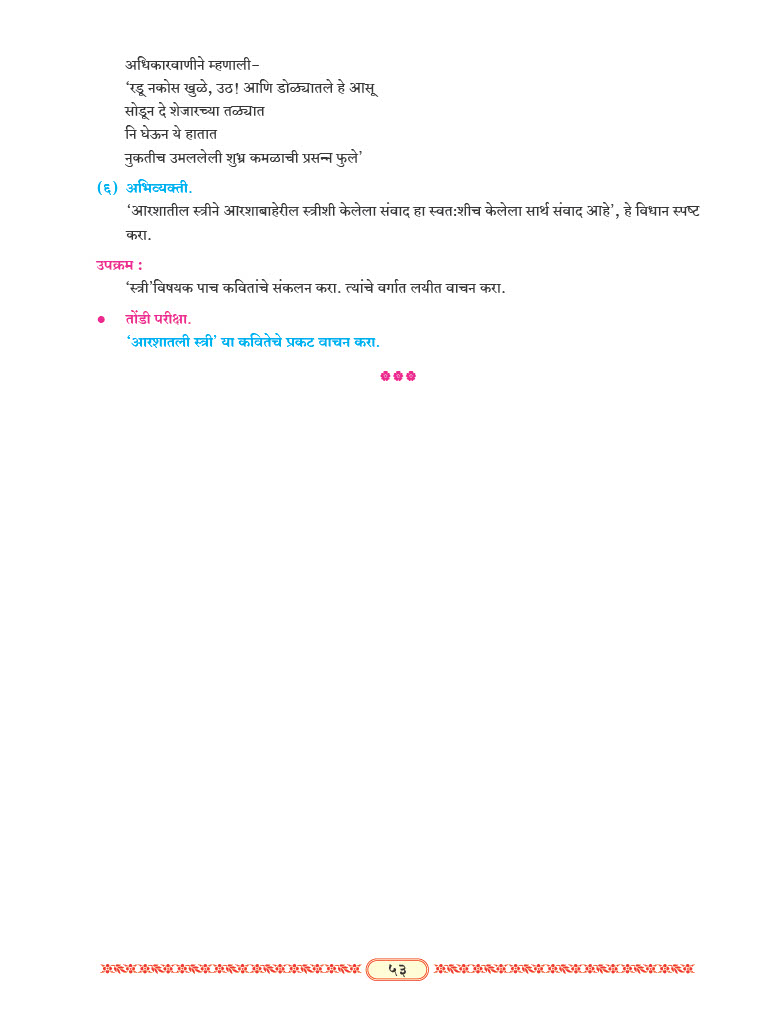 अधिकारवाणीने म्हणाली-
‘रडू नकोस खुळे, उठ! आणि डोळ्यातले हे आसू
सोडून दे शेजारच्या तळ्यात
नि घेऊन ये हातात
नुकतीच उमललेली शुभ्र कमळाची प्रसन्न फुले’
(६) अभिव्यक्ती.
‘आरशातील स्त्रीने आरशाबाहेरील स्त्रीशी केलेला संवाद हा स्वत:शीच केलेला सार्थ संवाद आहे’, हे विधान स्पष्ट
करा.
उपक्रम :
‘स्त्री’विषयक पाच कवितांचे संकलन करा. त्यांचे वर्गात लयीत वाचन करा.
• तोंडी परीक्षा.
‘आरशातली स्त्री’ या कवितेचे प्रकट वाचन करा.
५३